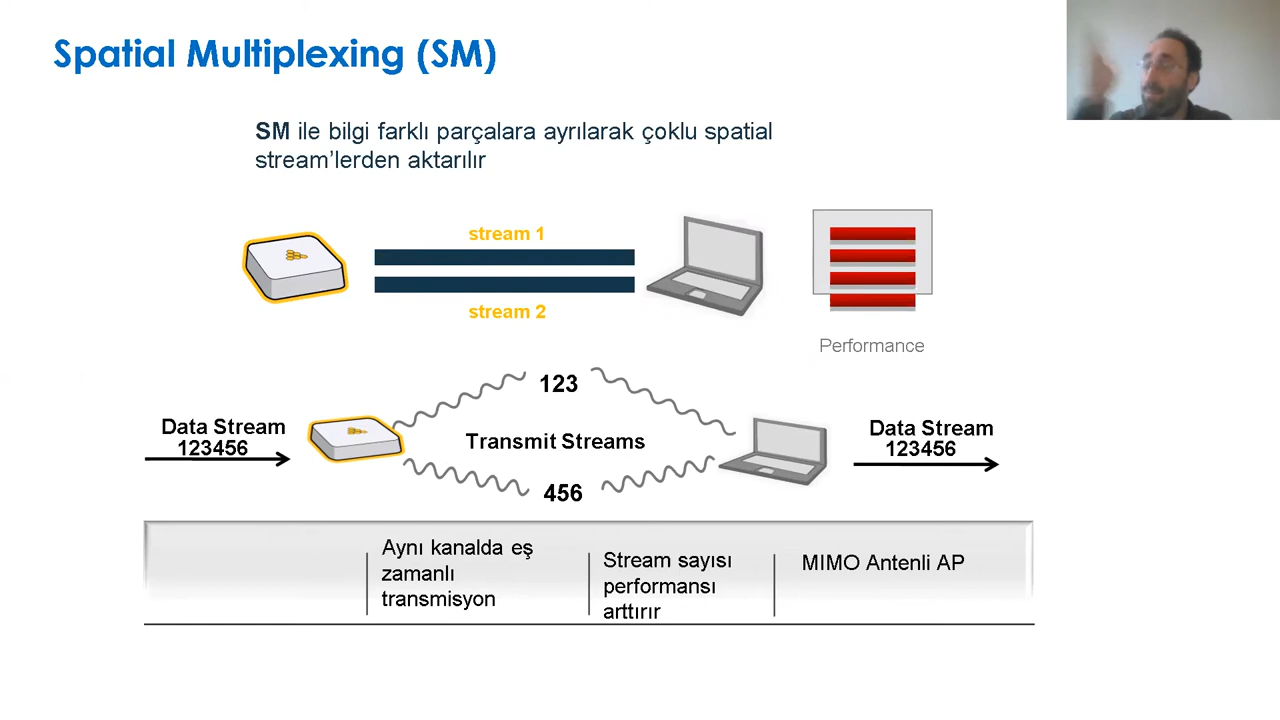 Spatial Multiplexing (SM)
SM ile bilgi farklı parçalara ayrılarak çoklu spatial
stream’lerden aktarılır
stream 1
stream 2
Performance
123
Data Stream
123456
Transmit Streams
Data Stream
123456
456
Aynı kanalda eş
zamanlı
transmisyon
Stream sayısı
performansı
arttırır
MIMO Antenli AP